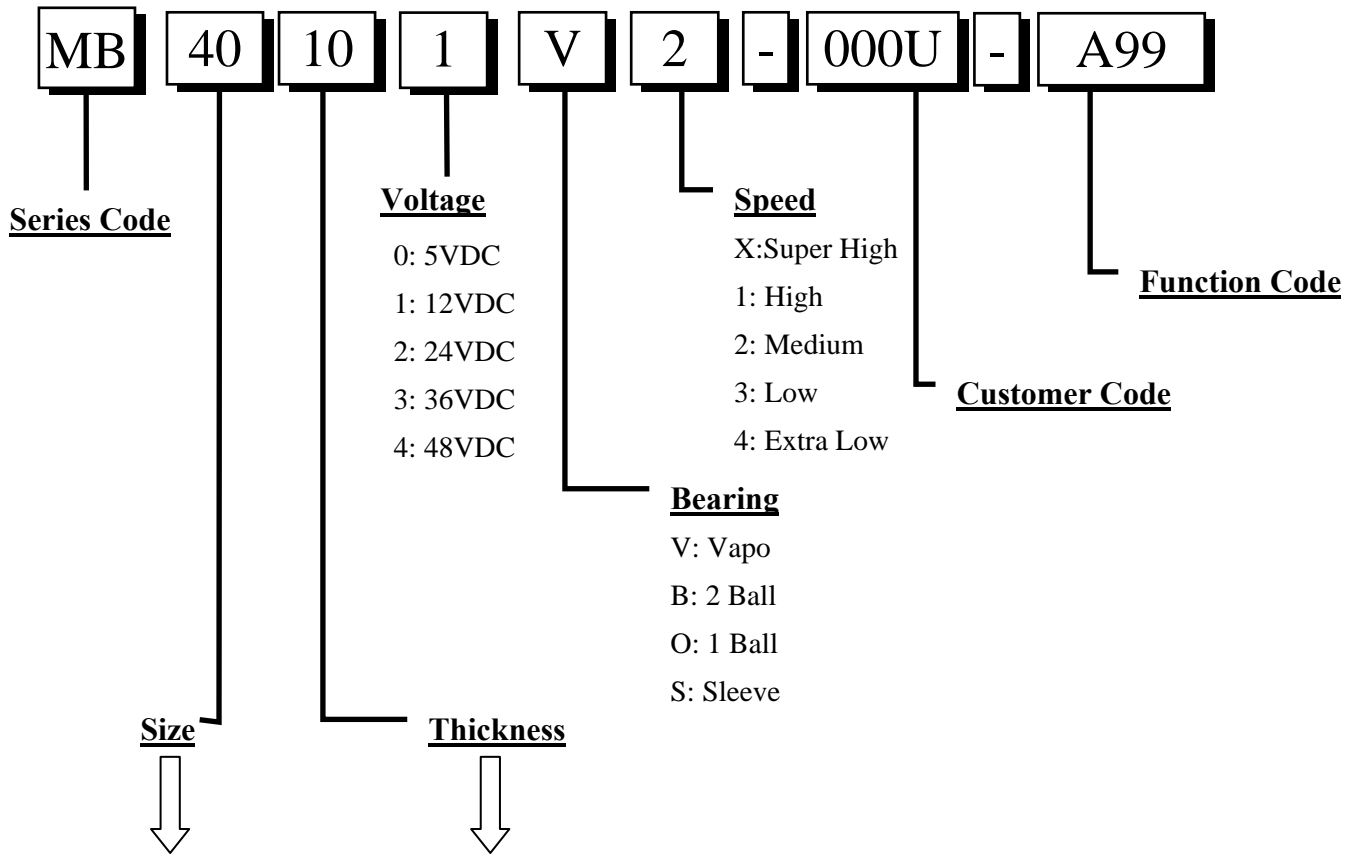 MB 40 10 1 V 2 - 000U - A99
Series Code
Voltage
0: 5VDC
1: 12VDC
2: 24VDC
3: 36VDC
4: 48VDC
Speed
X:Super High
1: High
2: Medium
3: Low
4: Extra Low
Function Code
Customer Code
Bearing
V: Vapo
B: 2 Ball
O: 1 Ball
S: Sleeve
Size
Thickness